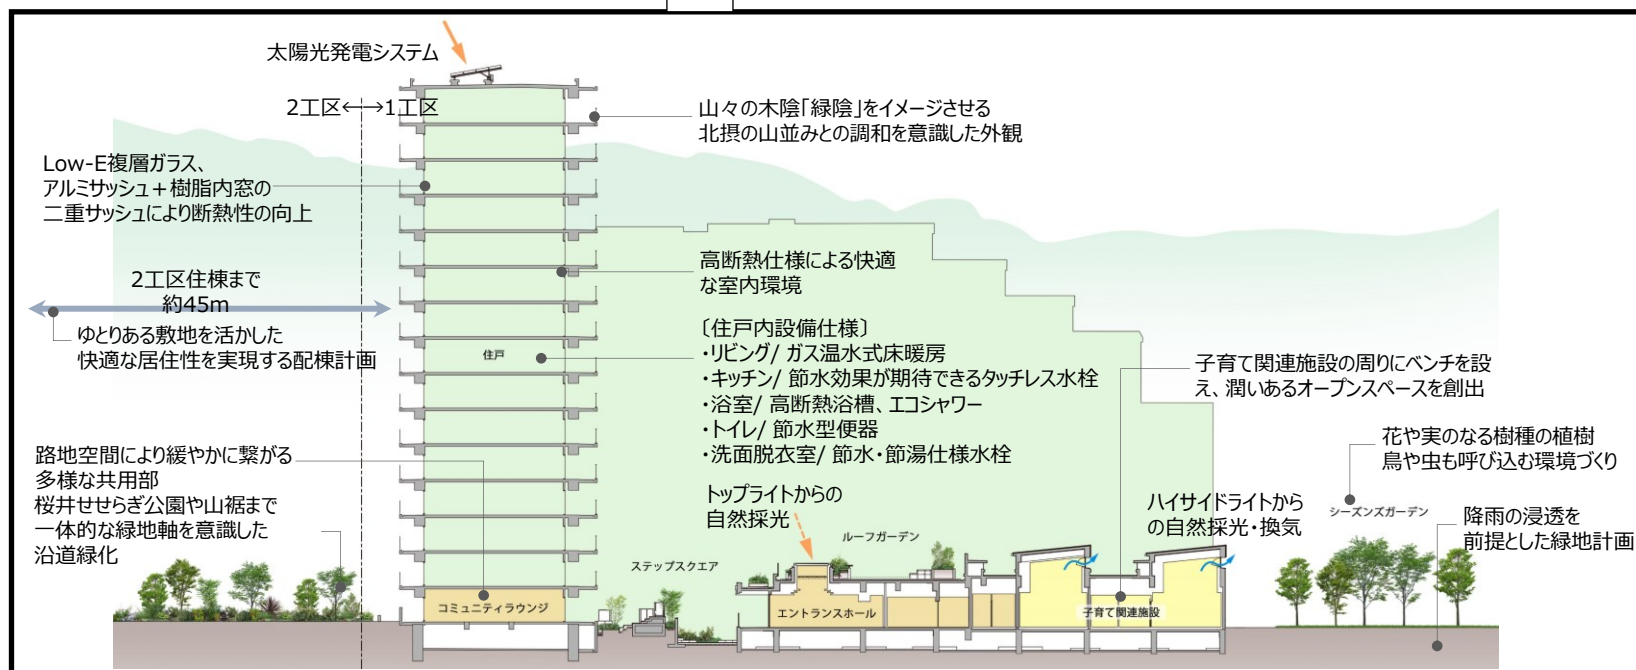 太陽光発電システム
2工区←→1工区
山々の木陰「緑陰」をイメージさせる
北摂の山並みとの調和を意識した外観
Low-E複層ガラス、
アルミサッシュ＋樹脂内窓の
二重サッシュにより断熱性の向上
2工区住棟まで
約45m
ゆとりある敷地を活かした
快適な居住性を実現する配棟計画
高断熱仕様による快適
な室内環境
住戸
〔住戸内設備仕様〕
・リビング/ ガス温水式床暖房
・キッチン/ 節水効果が期待できるタッチレス水栓
・浴室/ 高断熱浴槽、エコシャワー
・トイレ/ 節水型便器
・洗面脱衣室/ 節水・節湯仕様水栓
子育て関連施設の周りにベンチを設
え、潤いあるオープンスペースを創出
花や実のなる樹種の植樹
鳥や虫も呼び込む環境づくり
シーズンズガーデン
路地空間により緩やかに繋がる
多様な共用部
桜井せせらぎ公園や山裾まで
一体的な緑地軸を意識した
沿道緑化
トップライトからの
自然採光
ハイサイドライトから
の自然採光・換気
降雨の浸透を
前提とした緑地計画
ルーフガーデン
ステップスクエア
コミュニティラウンジ
エントランスホール
子育て関連施設